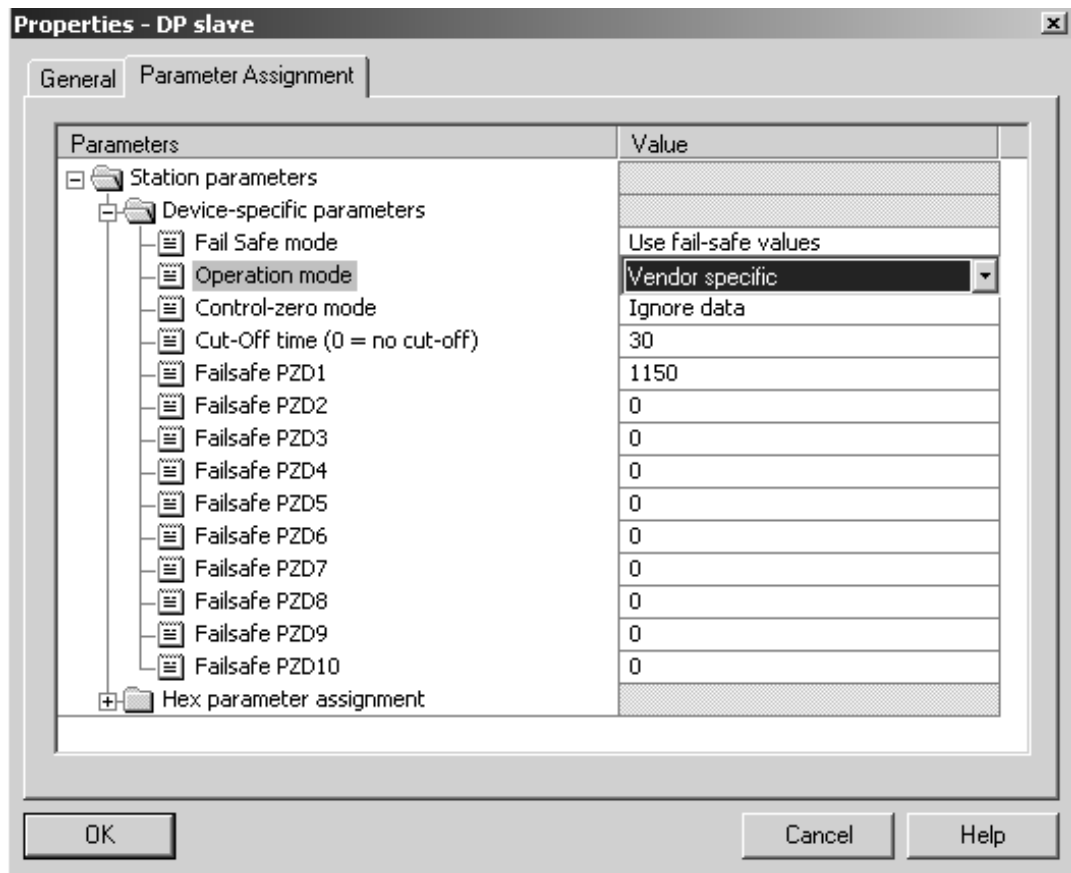 Properties - DP slave
General Parameter Assignment
Parameters Value
Station parameters
Device-specific parameters
Fail Safe mode Use fail-safe values
Operation mode Vendor specific
Control-zero mode Ignore data
Cut-Off time (0 = no cut-off) 30
Failsafe PZD1 1150
Failsafe PZD2 0
Failsafe PZD3 0
Failsafe PZD4 0
Failsafe PZD5 0
Failsafe PZD6 0
Failsafe PZD7 0
Failsafe PZD8 0
Failsafe PZD9 0
Failsafe PZD10 0
Hex parameter assignment
OK Cancel Help